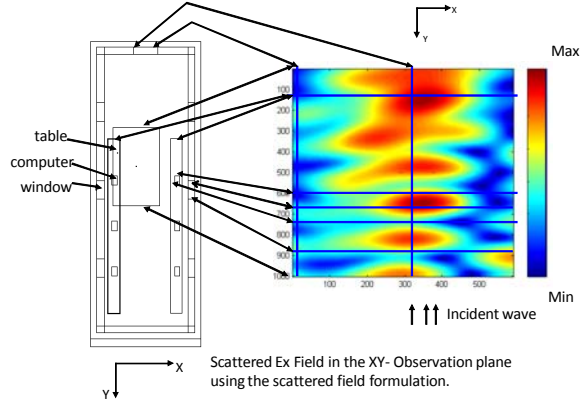 X
Y
Max
100
200
300
400
500
600
700
800
900
1000
100
200
300
400
500
Min
table
computer
window
Incident wave
X
Y
Scattered Ex Field in the XY- Observation plane
using the scattered field formulation.